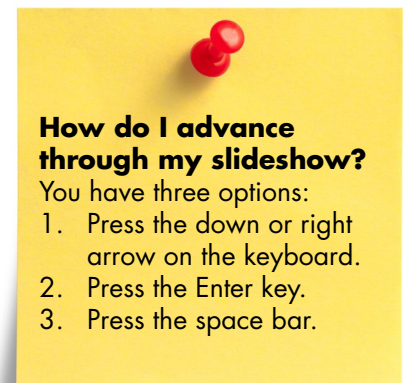 How do I advance
through my slideshow?
You have three options:
1. Press the down or right
arrow on the keyboard.
2. Press the Enter key.
3. Press the space bar.